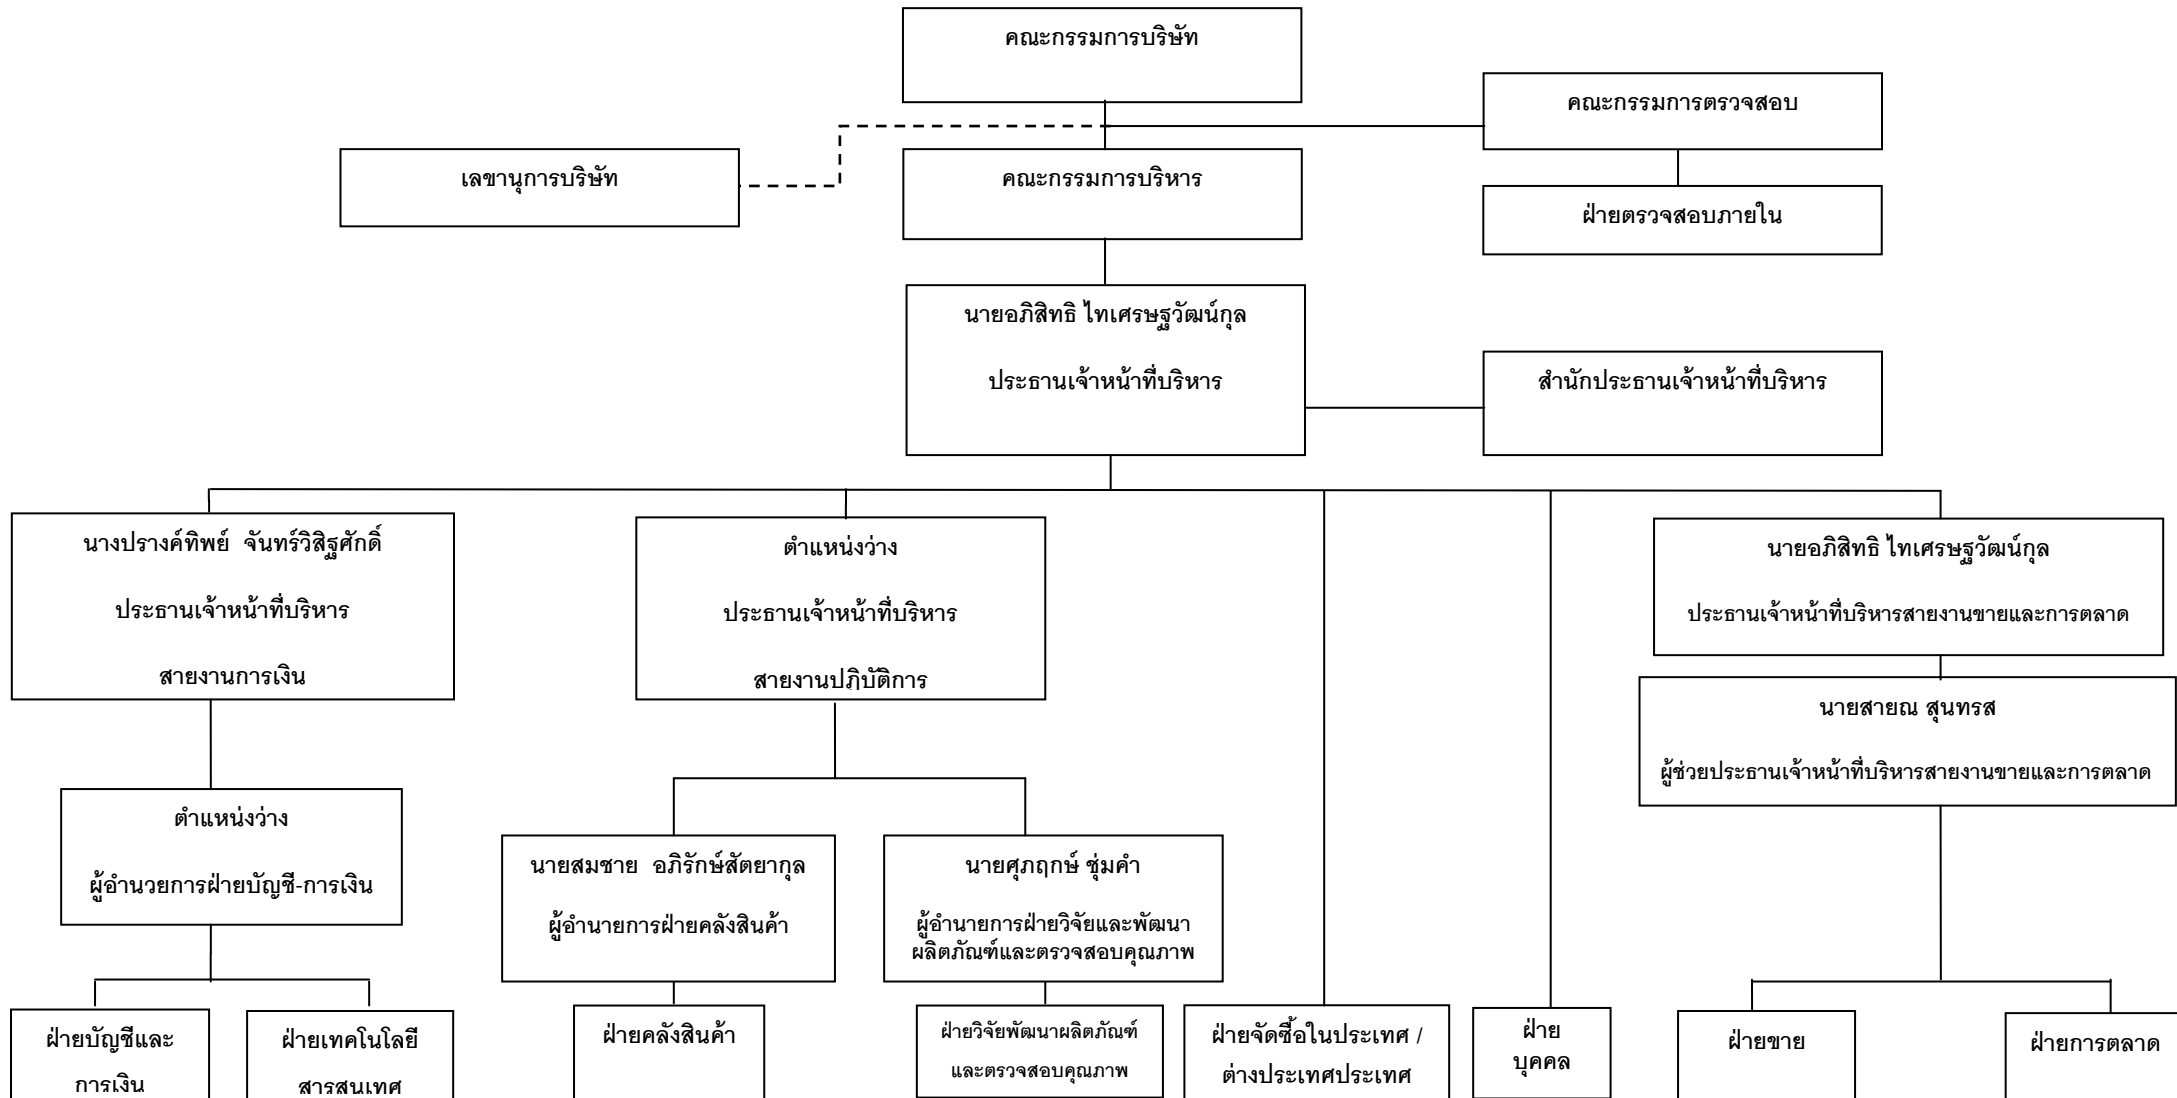 คณะกรรมการบริษัท
คณะกรรมการตรวจสอบ
เลขานุการบริษัท
คณะกรรมการบริหาร
ฝ่ายตรวจสอบภายใน
นายอภิสิทธิ ไทเศรษฐวัฒน์กุล
ประธานเจ้าหน้าที่บริหาร
สำนักประธานเจ้าหน้าที่บริหาร
นางปรางค์ทิพย์ จันทร์วิสิฐศักดิ์
ประธานเจ้าหน้าที่บริหาร
สายงานการเงิน
ตำแหน่งว่าง
ประธานเจ้าหน้าที่บริหาร
สายงานปฏิบัติการ
นายอภิสิทธิ ไทเศรษฐวัฒน์กุล
ประธานเจ้าหน้าที่บริหารสายงานขายและการตลาด
นายสายณ สุนทรส
ผู้ช่วยประธานเจ้าหน้าที่บริหารสายงานขายและการตลาด
ตำแหน่งว่าง
ผู้อำนวยการฝ่ายบัญชี-การเงิน
นายสมชาย อภิรักษ์สัตยากุล
ผู้อำนายการฝ่ายคลังสินค้า
นายศุภฤกษ์ ชุ่มคำ
ผู้อำนายการฝ่ายวิจัยและพัฒนา
ผลิตภัณฑ์และตรวจสอบคุณภาพ
ฝ่ายบัญชีและ
การเงิน
ฝ่ายเทคโนโลยี
สารสนเทศ
ฝ่ายคลังสินค้า
ฝ่ายวิจัยพัฒนาผลิตภัณฑ์
และตรวจสอบคุณภาพ
ฝ่ายจัดซื้อในประเทศ /
ต่างประเทศประเทศ
ฝ่าย
บุคคล
ฝ่ายขาย
ฝ่ายการตลาด